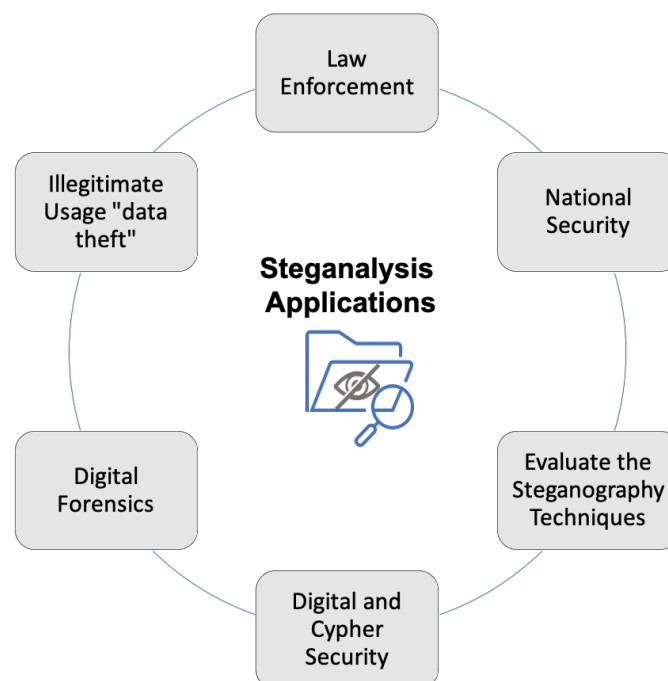 Law
Enforcement
Illegitimate
Usage "data
theft"
National
Security
Steganalysis
Applications
Digital
Forensics
Evaluate the
Steganography
Techniques
Digital and
Cypher
Security